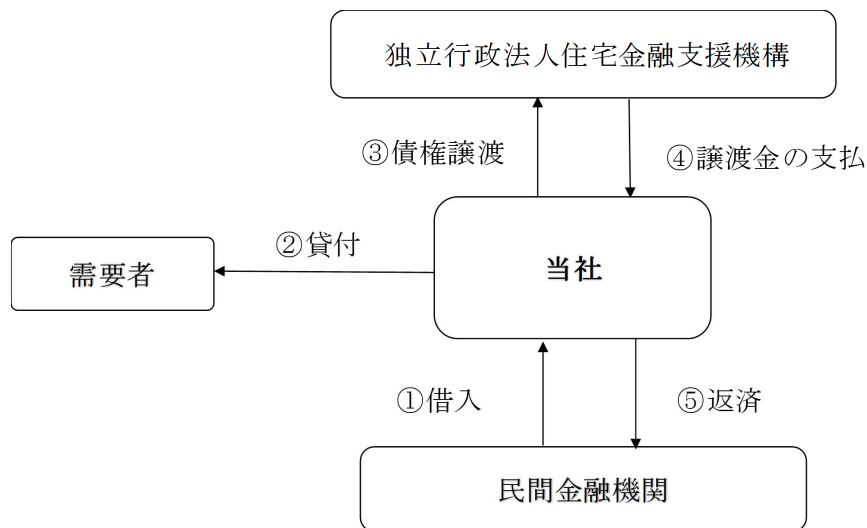 独立行政法人住宅金融支援機構
③債権譲渡
④譲渡金の支払
②貸付
需要者
当社
①借入
⑤返済
民間金融機関